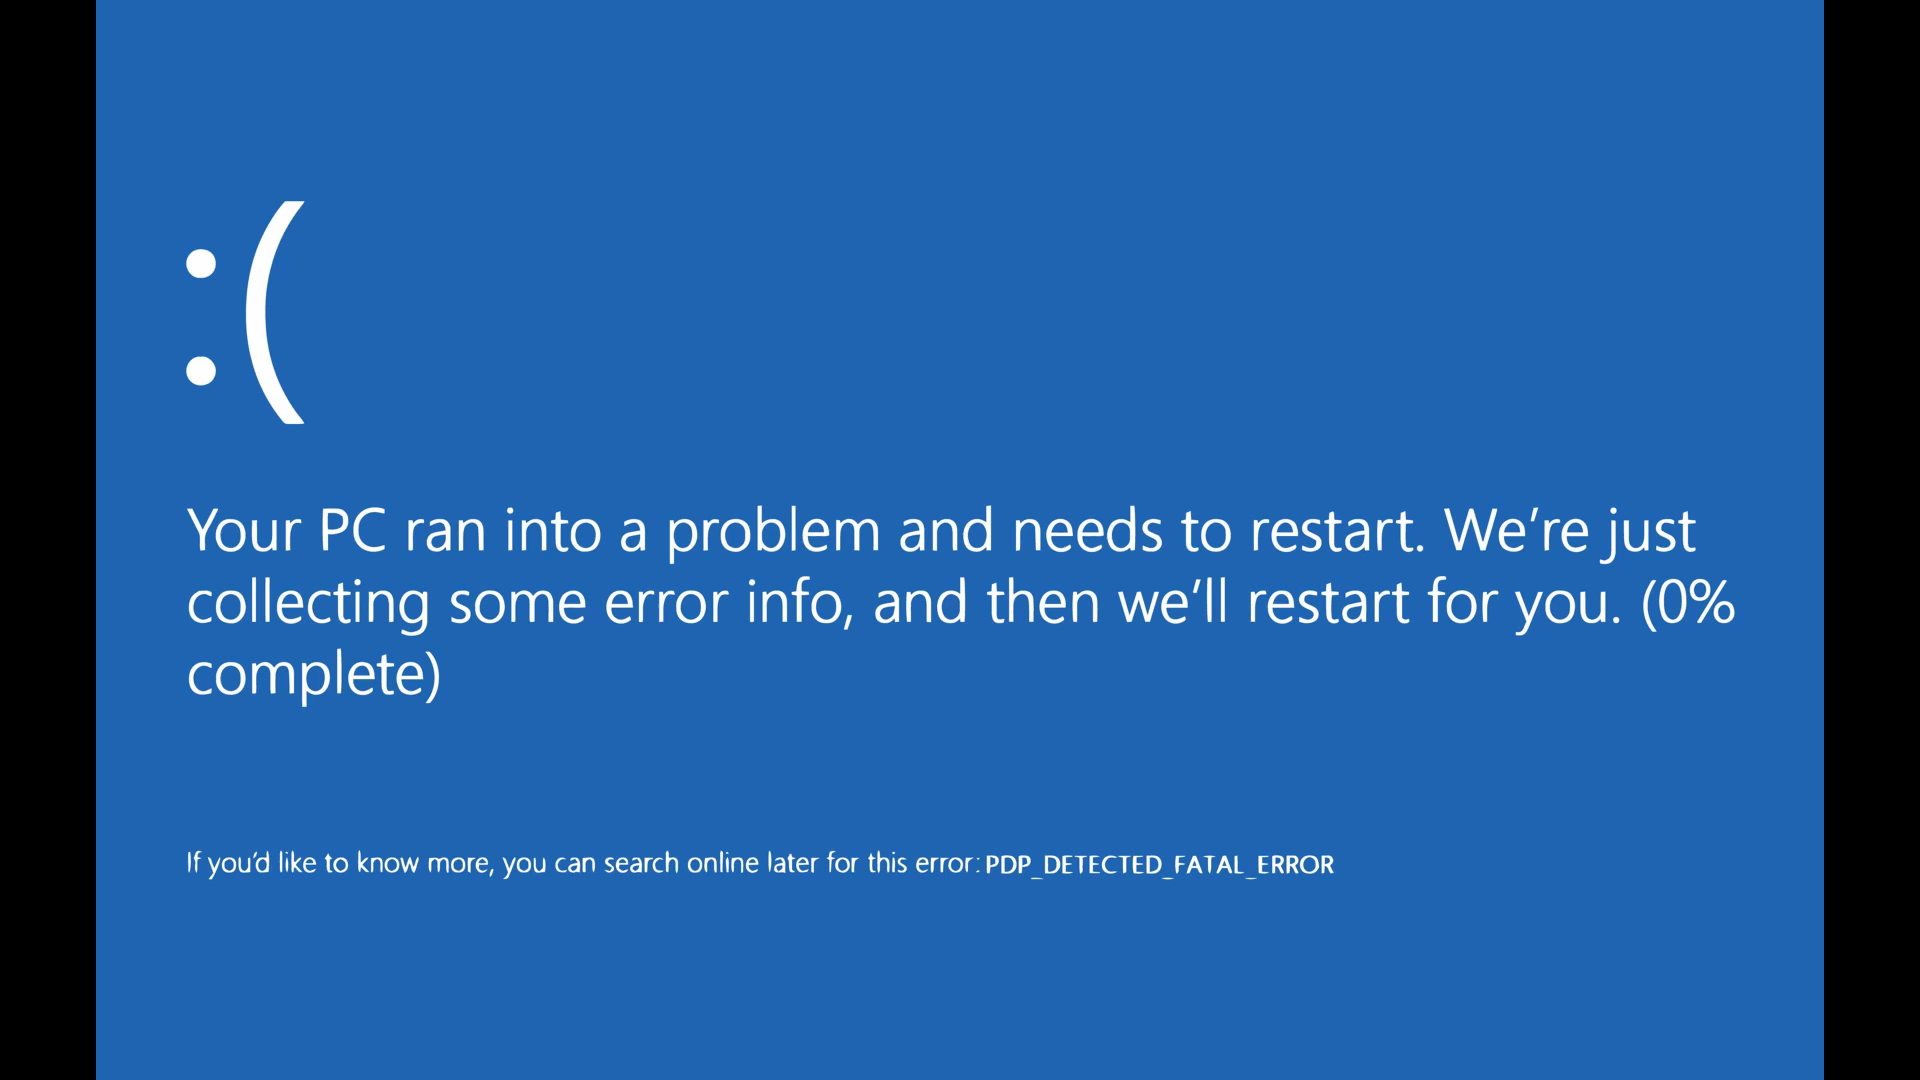 :(
Your PC ran into a problem and needs to restart. We’re just
collecting some error info, and then we’ll restart for you. (0%
complete)
If you’d like to know more, you can search online later for this error: PDP_DETECTED_FATAL_ERROR